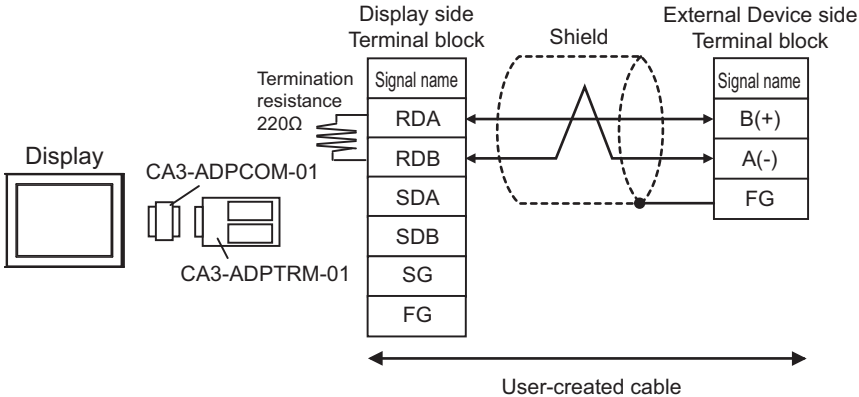 Display side
Terminal block
Shield
External Device side
Terminal block
Termination
resistance
220Ω
Signal name
Signal name
RDA
B(+)
RDB
A(-)
SDA
FG
SDB
SG
FG
Display
CA3-ADPCOM-01
CA3-ADPTRM-01
User-created cable